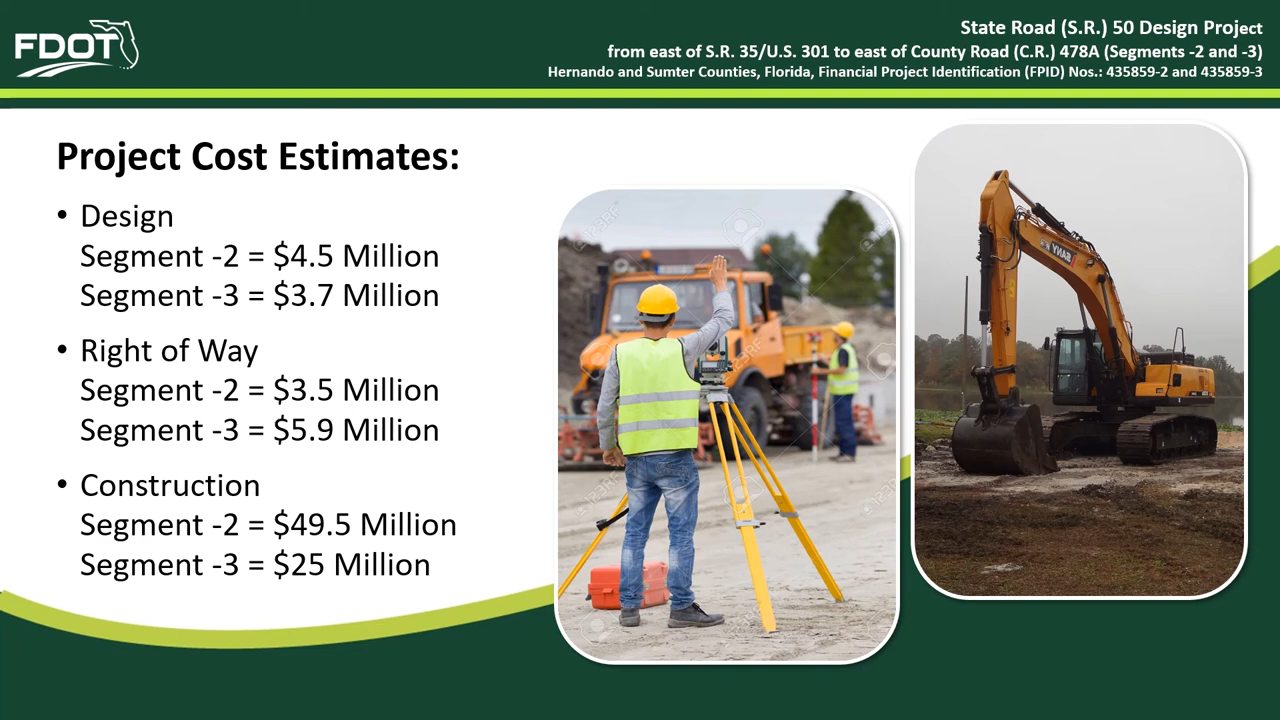 FDOT
State Road (S.R.) 50 Design Project
from east of S.R. 35/U.S. 301 to east of County Road (C.R.) 478A (Segments -2 and -3)
Hernando and Sumter Counties, Florida, Financial Project Identification (FPID) Nos.: 435859-2 and 435859-3
Project Cost Estimates:
• Design
Segment -2 = $4.5 Million
Segment -3 = $3.7 Million
• Right of Way
Segment -2 = $3.5 Million
Segment -3 = $5.9 Million
• Construction
Segment -2 = $49.5 Million
Segment -3 = $25 Million
123RF
SANY